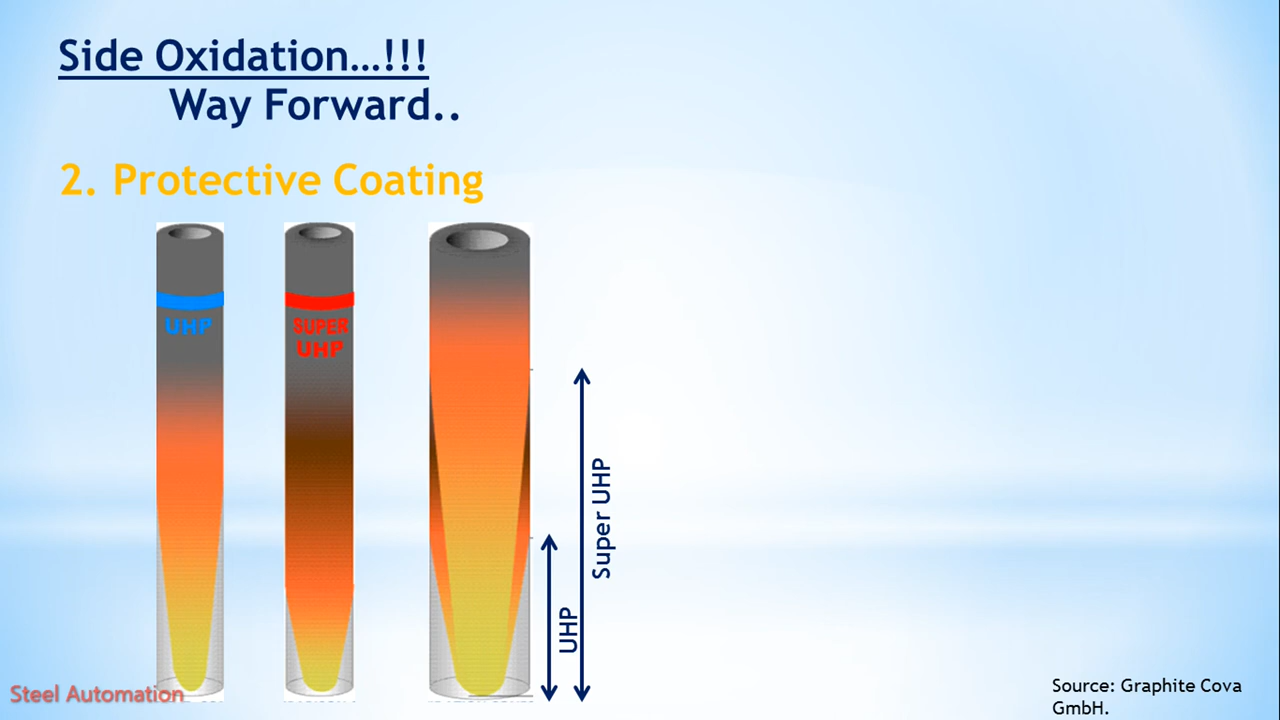 Side Oxidation...!!!
Way Forward..
2. Protective Coating
UHP
SUPER
UHP
Super UHP
UHP
Steel Automation
Source: Graphite Cova
GmbH.